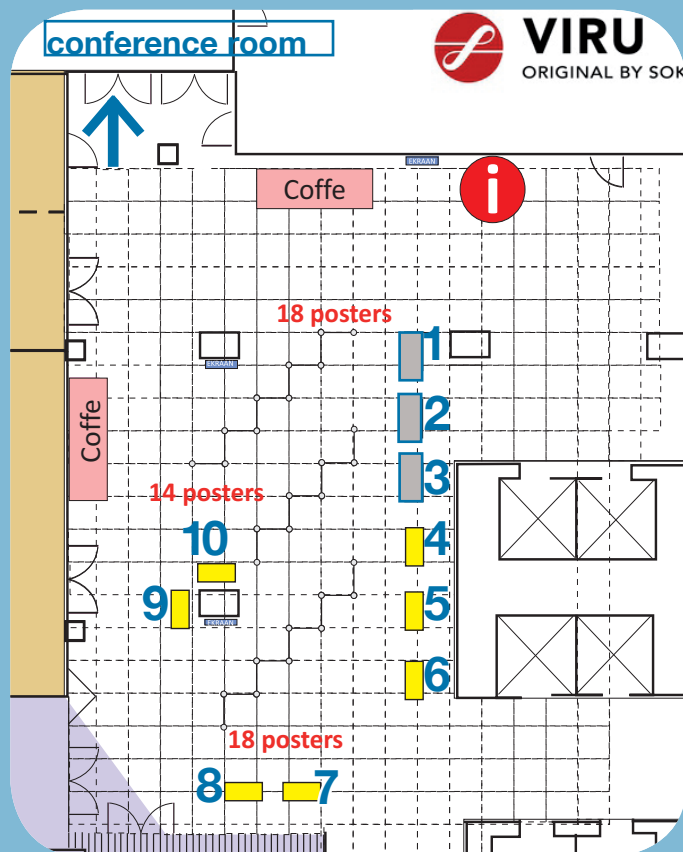 conference room
VIRU
ORIGINAL BY SOK
EKRAAN
i
Coffe
18 posters
1
EKRAAN
2
Coffe
3
14 posters
10
4
9
5
EKRAAN
6
18 posters
8
7